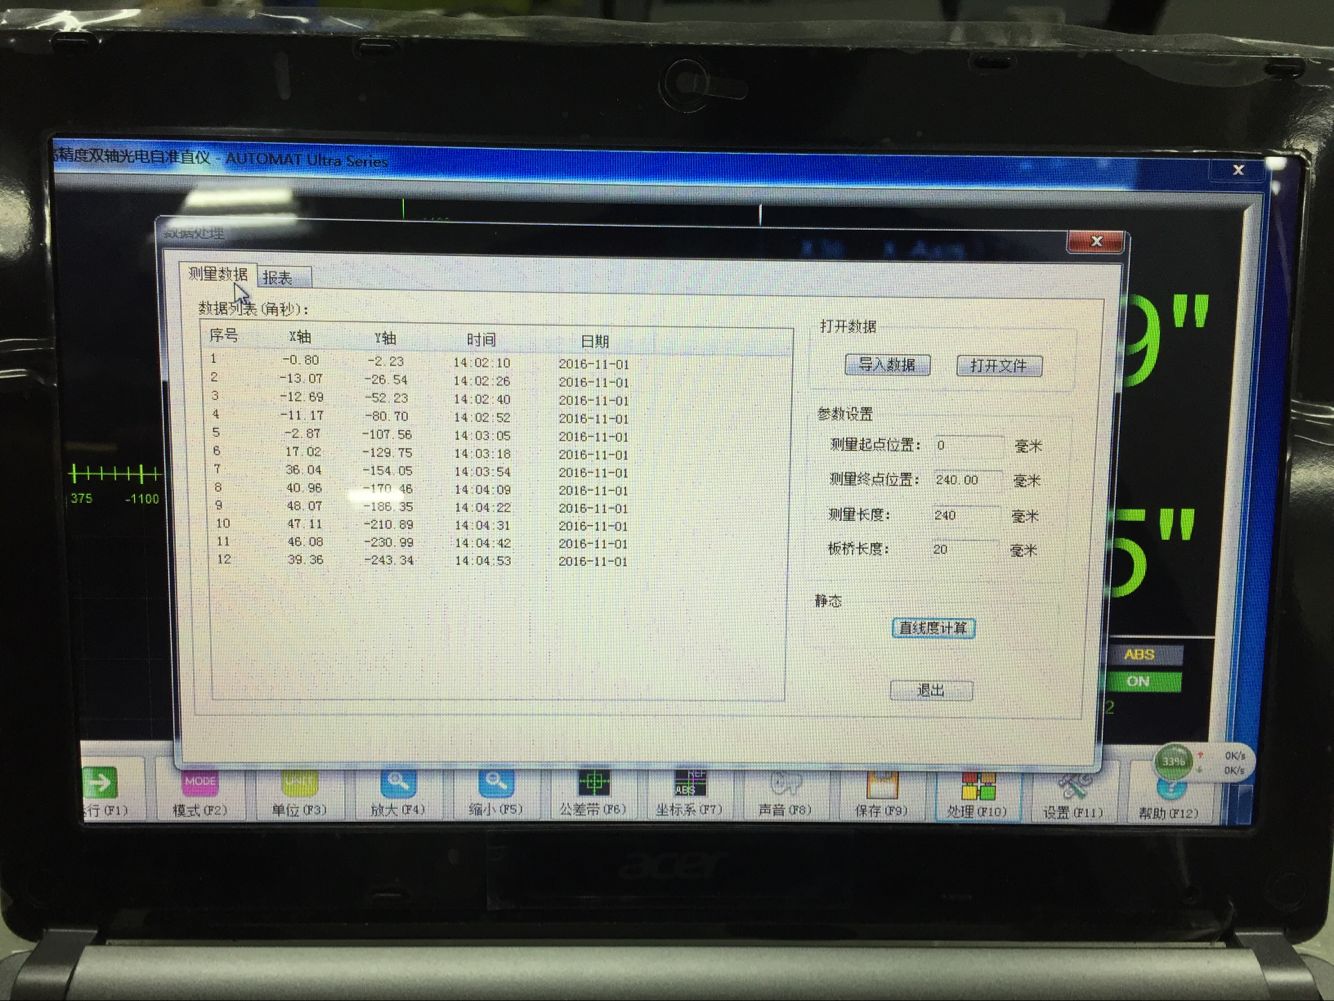 高精度双轴光电自准直仪 - AUTOMAT Ultra Series
数据处理
测量数据 报表
数据列表(角秒):
序号 X轴 Y轴 时间 日期
1 -0.80 -2.23 14:02:10 2016-11-01
2 -13.07 -26.54 14:02:26 2016-11-01
3 -12.69 -52.23 14:02:40 2016-11-01
4 -11.17 -80.70 14:02:52 2016-11-01
5 -2.87 -107.56 14:03:05 2016-11-01
6 17.02 -129.75 14:03:18 2016-11-01
7 36.04 -154.05 14:03:54 2016-11-01
8 40.96 -170.46 14:04:09 2016-11-01
9 48.07 -186.35 14:04:22 2016-11-01
10 47.11 -210.89 14:04:31 2016-11-01
11 46.08 -230.99 14:04:42 2016-11-01
12 39.36 -243.34 14:04:53 2016-11-01
打开数据
导入数据 打开文件
参数设置
测量起点位置: 0 毫米
测量终点位置: 240.00 毫米
测量长度: 240 毫米
板桥长度: 20 毫米
静态
直线度计算
退出
9"
5"
375 -1100
ABS
ON
2
33% 0K/s
0K/s
MODE UNIT REF
ABS
运行(F1) 模式(F2) 单位(F3) 放大(F4) 缩小(F5) 公差带(F6) 坐标系(F7) 声音(F8) 保存(F9) 处理(F10) 设置(F11) 帮助(F12)
acer